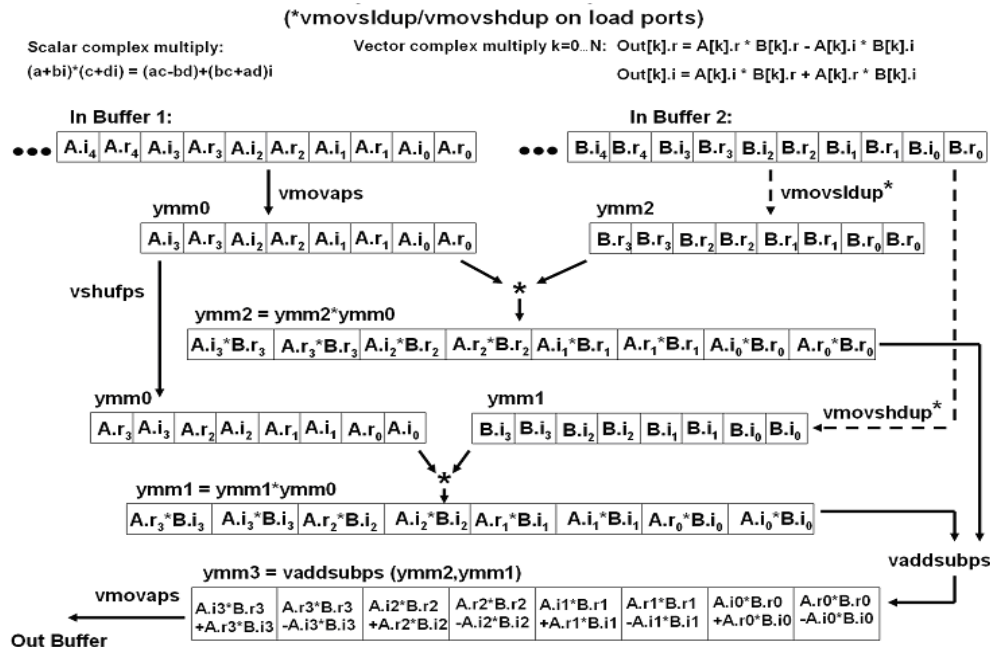 (*vmovsldup/vmovshdup on load ports)
Scalar complex multiply:
(a+bi)*(c+di) = (ac-bd)+(bc+ad)i
Vector complex multiply k=0...N: Out[k].r = A[k].r * B[k].r - A[k].i * B[k].i
Out[k].i = A[k].i * B[k].r + A[k].r * B[k].i
In Buffer 1:
A.i₄ A.r₄ A.i₃ A.r₃ A.i₂ A.r₂ A.i₁ A.r₁ A.i₀ A.r₀
In Buffer 2:
B.i₄ B.r₄ B.i₃ B.r₃ B.i₂ B.r₂ B.i₁ B.r₁ B.i₀ B.r₀
vmovaps
vmovsldup*
ymm0
A.i₃ A.r₃ A.i₂ A.r₂ A.i₁ A.r₁ A.i₀ A.r₀
ymm2
B.r₃ B.r₃ B.r₂ B.r₂ B.r₁ B.r₁ B.r₀ B.r₀
vshufps
*
ymm2 = ymm2*ymm0
A.i₃*B.r₃ A.r₃*B.r₃ A.i₂*B.r₂ A.r₂*B.r₂ A.i₁*B.r₁ A.r₁*B.r₁ A.i₀*B.r₀ A.r₀*B.r₀
ymm0
A.r₃ A.i₃ A.r₂ A.i₂ A.r₁ A.i₁ A.r₀ A.i₀
ymm1
B.i₃ B.i₃ B.i₂ B.i₂ B.i₁ B.i₁ B.i₀ B.i₀
vmovshdup*
*
ymm1 = ymm1*ymm0
A.r₃*B.i₃ A.i₃*B.i₃ A.r₂*B.i₂ A.i₂*B.i₂ A.r₁*B.i₁ A.i₁*B.i₁ A.r₀*B.i₀ A.i₀*B.i₀
vaddsubps
ymm3 = vaddsubps (ymm2,ymm1)
A.i3*B.r3 A.r3*B.r3 A.i2*B.r2 A.r2*B.r2 A.i1*B.r1 A.r1*B.r1 A.i0*B.r0 A.r0*B.r0
+A.r3*B.i3 -A.i3*B.i3 +A.r2*B.i2 -A.i2*B.i2 +A.r1*B.i1 -A.i1*B.i1 +A.r0*B.i0 -A.i0*B.i0
vmovaps
Out Buffer